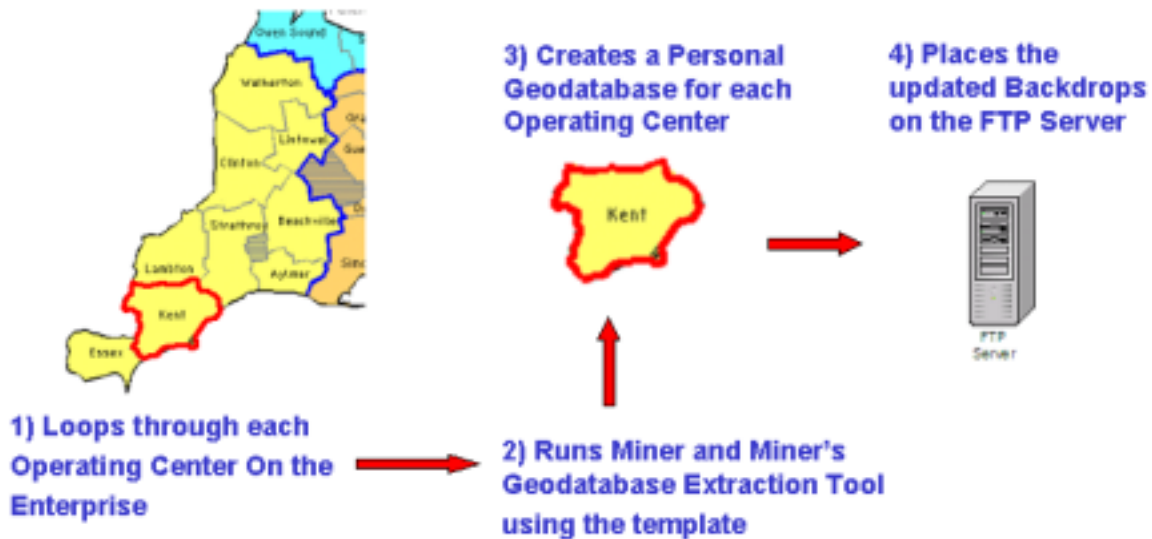 Owen Sound
Walkerton
Listowel
Clinton
Strathroy
Beachville
Lambton
Aylmer
Kent
Essex
1) Loops through each
Operating Center On the
Enterprise
2) Runs Miner and Miner's
Geodatabase Extraction Tool
using the template
3) Creates a Personal
Geodatabase for each
Operating Center
Kent
4) Places the
updated Backdrops
on the FTP Server
FTP
Server